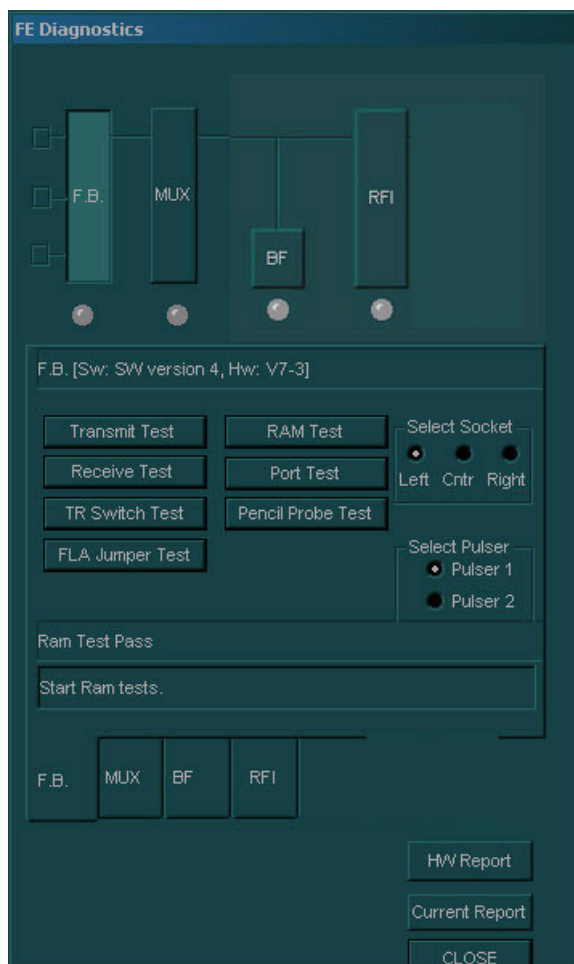 FE Diagnostics
F.B.
MUX
RFI
BF
F.B. [Sw: SW version 4, Hw: V7-3]
Transmit Test
RAM Test
Select Socket
Receive Test
Port Test
Left Cntr Right
TR Switch Test
Pencil Probe Test
FLA Jumper Test
Select Pulser
Pulser 1
Pulser 2
Ram Test Pass
Start Ram tests.
F.B.
MUX
BF
RFI
HW Report
Current Report
CLOSE